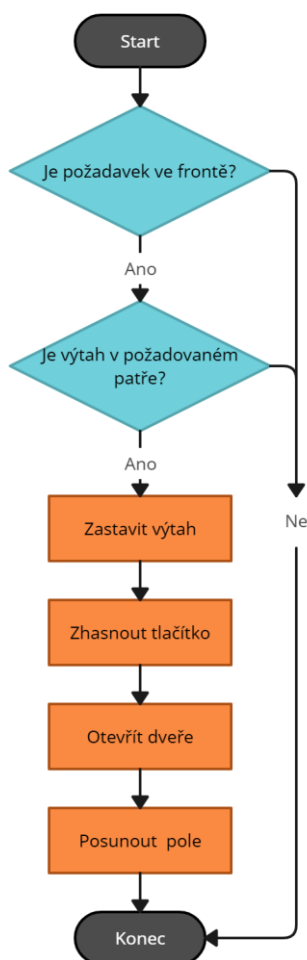 Start
Je požadavek ve frontě?
Ano
Je výtah v požadovaném
patře?
Ano
Zastavit výtah
Ne
Zhasnout tlačítko
Otevřít dveře
Posunout  pole
Konec